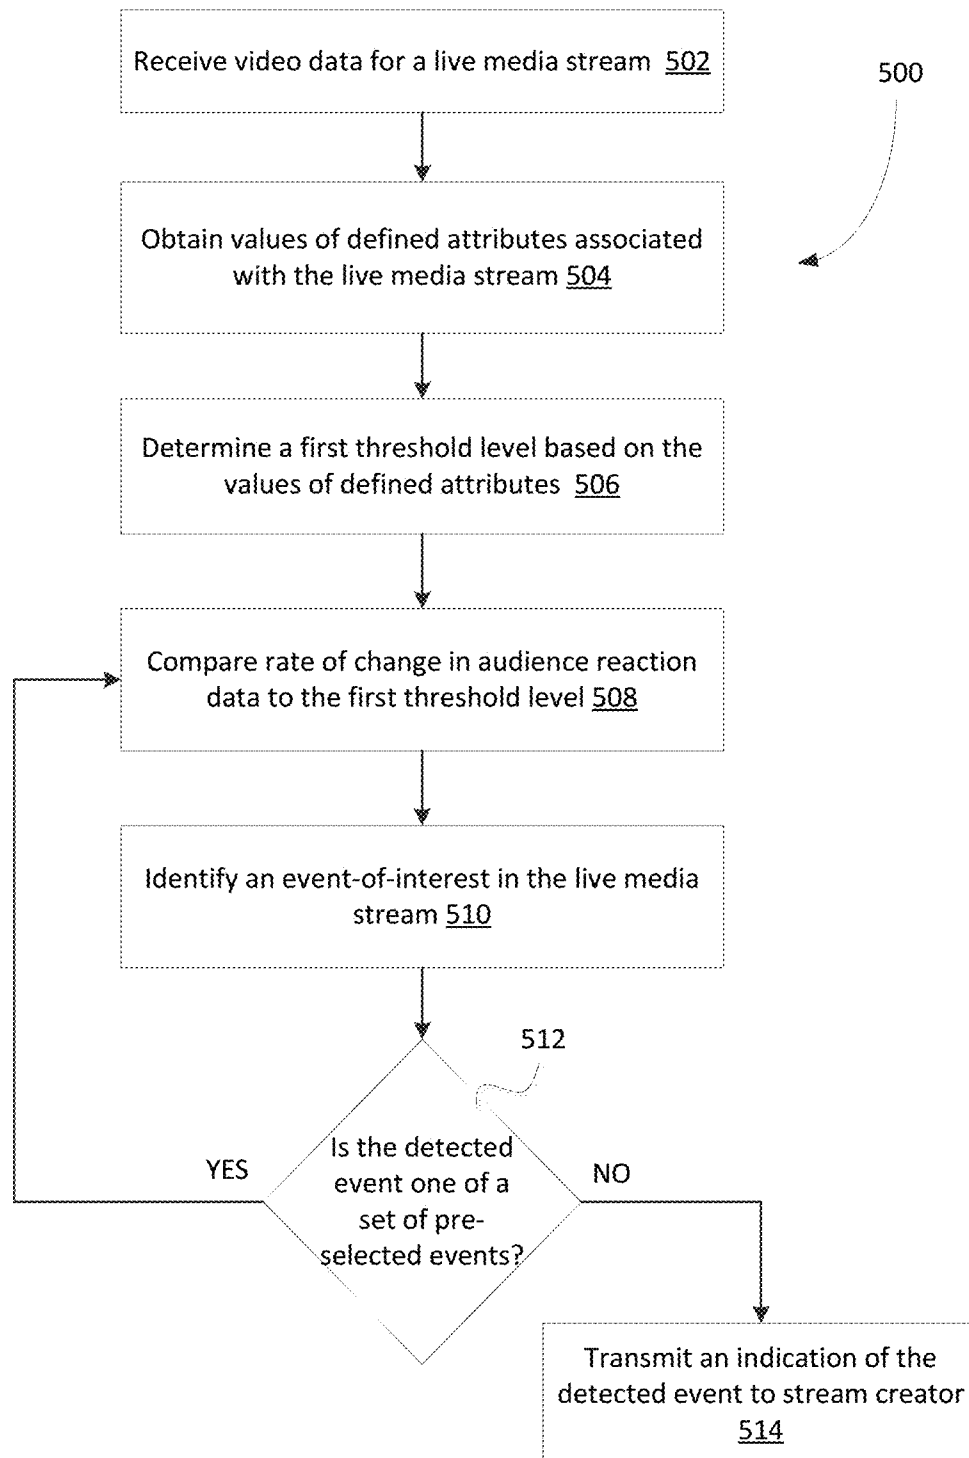 Receive video data for a live media stream 502
500
Obtain values of defined attributes associated
with the live media stream 504
Determine a first threshold level based on the
values of defined attributes 506
Compare rate of change in audience reaction
data to the first threshold level 508
Identify an event-of-interest in the live media
stream 510
512
Is the detected
event one of a
set of pre-
selected events?
YES
NO
Transmit an indication of the
detected event to stream creator
514